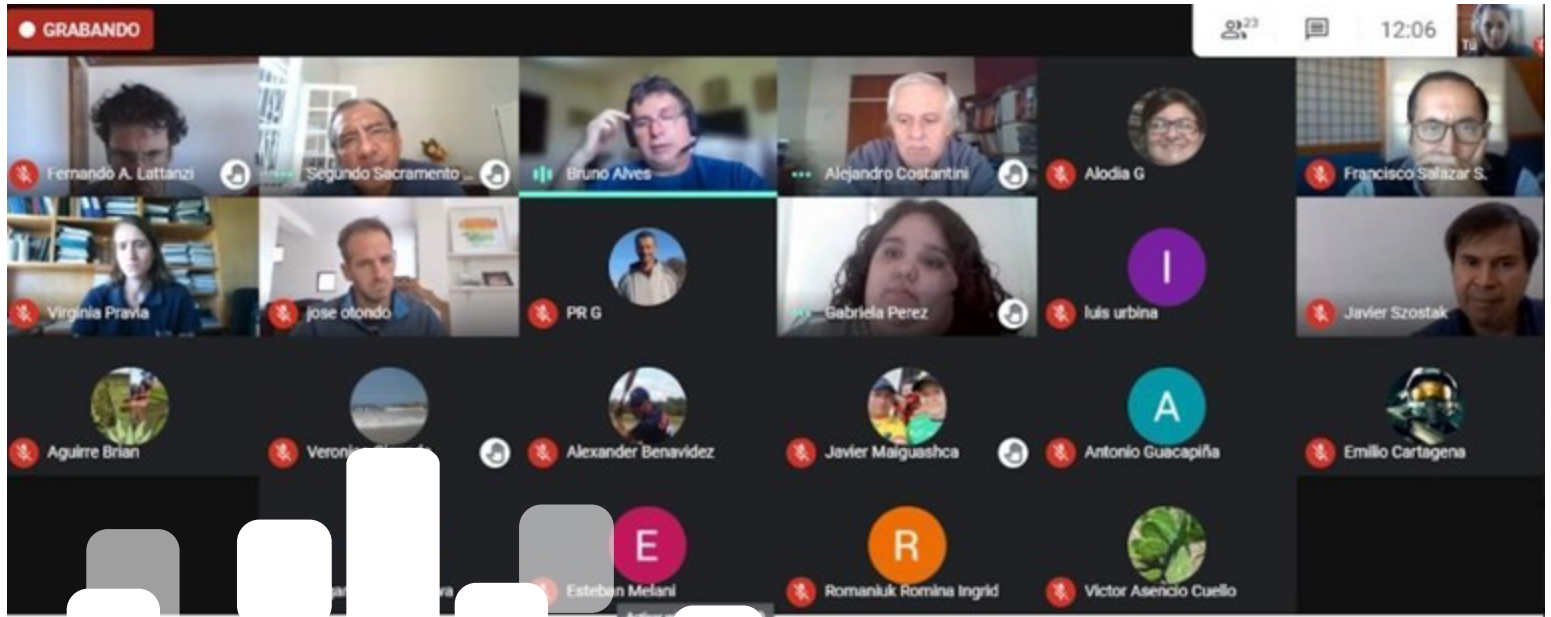 GRABANDO
23
12:06
Tú
Fernando A. Lattanzi
Segundo Sacramento ...
Bruno Alves
Alejandro Costantini
Alodia G
Francisco Salazar S.
Virginia Pravia
jose otondo
PR G
Gabriela Perez
I
luis urbina
Javier Szostak
Aguirre Brian
Alexander Benavidez
Javier Maiguashca
A
Antonio Guacapiña
Emilio Cartagena
E
Esteban Melani
R
Romaniuk Romina Ingrid
Victor Asencio Cuello